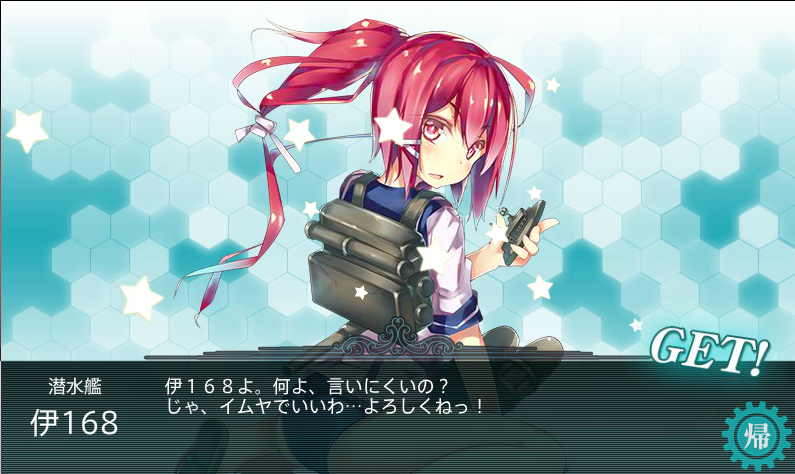 GET!
潜水艦
伊168
伊１６８よ。何よ、言いにくいの？
じゃ、イムヤでいいわ…よろしくねっ！
帰